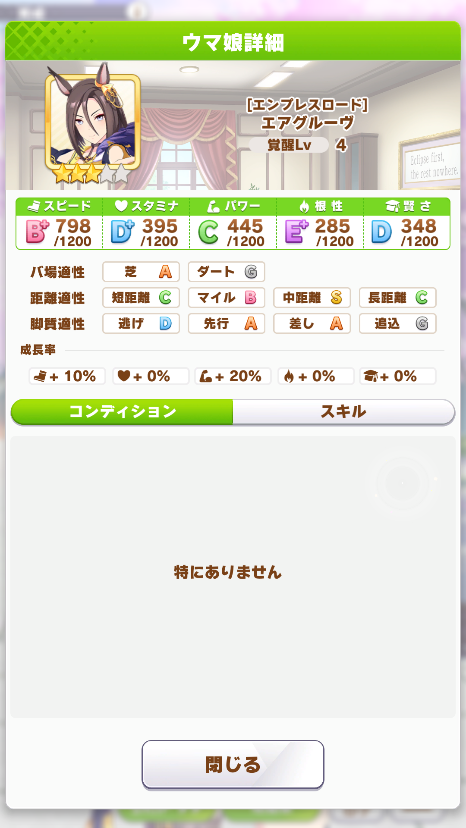 ウマ娘詳細
[エンプレスロード]
エアグルーヴ
覚醒Lv 4
Eclipse first,
the rest nowhere.
スピード スタミナ パワー 根性 賢さ
B+ 798 /1200 D+ 395 /1200 C 445 /1200 E+ 285 /1200 D 348 /1200
バ場適性 芝 A ダート G
距離適性 短距離 C マイル B 中距離 S 長距離 C
脚質適性 逃げ D 先行 A 差し A 追込 G
成長率
+ 10% + 0% + 20% + 0% + 0%
コンディション スキル
特にありません
閉じる